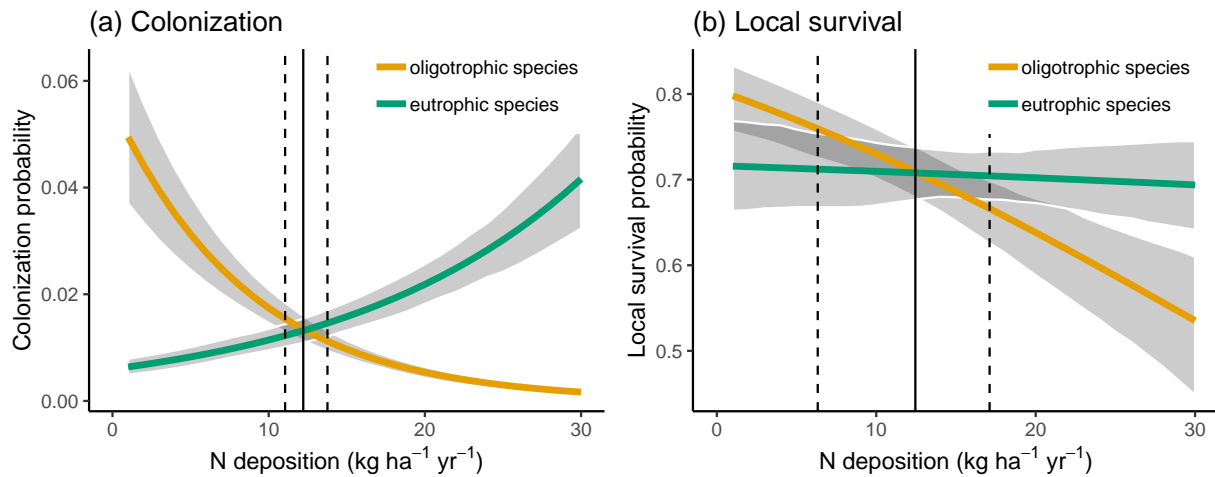 (a) Colonization
oligotrophic species
eutrophic species
Colonization probability
0.06
0.04
0.02
0.00
0
10
20
30
N deposition (kg ha⁻¹ yr⁻¹)
(b) Local survival
oligotrophic species
eutrophic species
Local survival probability
0.8
0.7
0.6
0.5
0
10
20
30
N deposition (kg ha⁻¹ yr⁻¹)